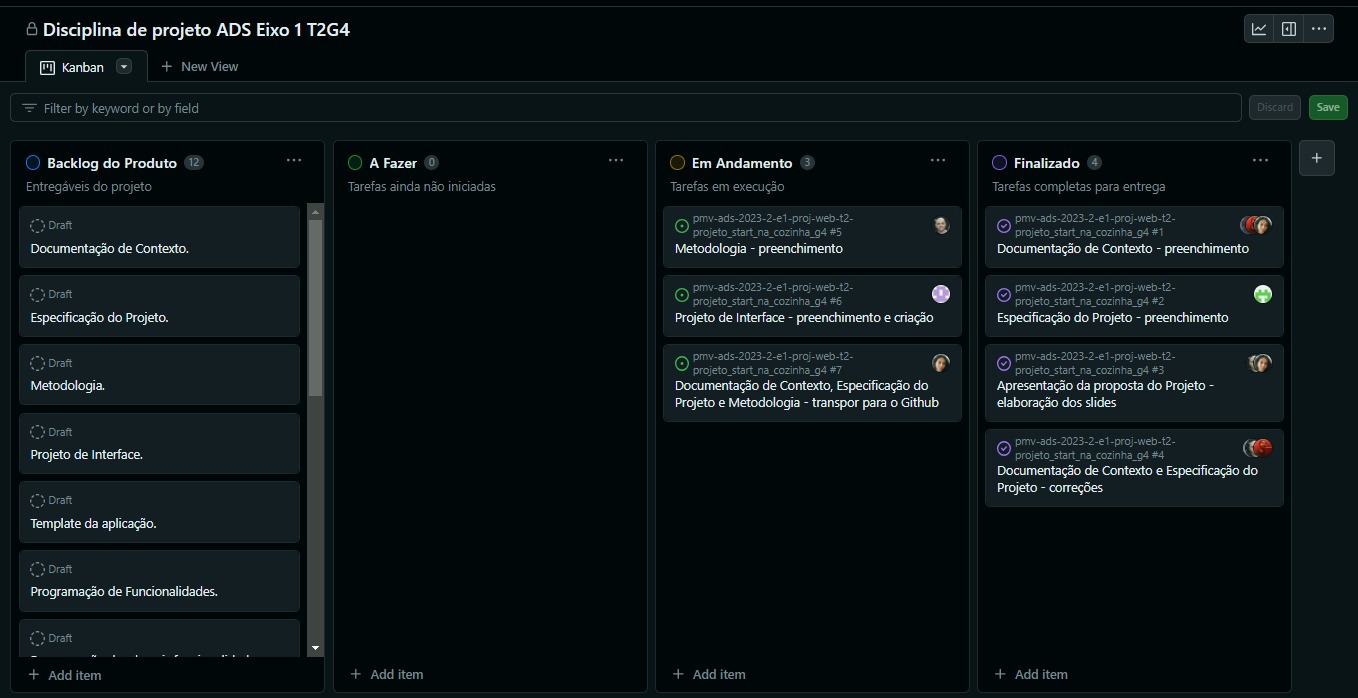 Disciplina de projeto ADS Eixo 1 T2G4
Kanban
New View
Filter by keyword or by field
Discard
Save
Backlog do Produto 12
Entregáveis do projeto
Draft
Documentação de Contexto.
Draft
Especificação do Projeto.
Draft
Metodologia.
Draft
Projeto de Interface.
Draft
Template da aplicação.
Draft
Programação de Funcionalidades.
Draft
Add item
A Fazer 0
Tarefas ainda não iniciadas
Add item
Em Andamento 3
Tarefas em execução
pmv-ads-2023-2-e1-proj-web-t2-
projeto_start_na_cozinha_g4 #5
Metodologia - preenchimento
pmv-ads-2023-2-e1-proj-web-t2-
projeto_start_na_cozinha_g4 #6
Projeto de Interface - preenchimento e criação
pmv-ads-2023-2-e1-proj-web-t2-
projeto_start_na_cozinha_g4 #7
Documentação de Contexto, Especificação do
Projeto e Metodologia - transpor para o Github
Add item
Finalizado 4
Tarefas completas para entrega
pmv-ads-2023-2-e1-proj-web-t2-
projeto_start_na_cozinha_g4 #1
Documentação de Contexto - preenchimento
pmv-ads-2023-2-e1-proj-web-t2-
projeto_start_na_cozinha_g4 #2
Especificação do Projeto - preenchimento
pmv-ads-2023-2-e1-proj-web-t2-
projeto_start_na_cozinha_g4 #3
Apresentação da proposta do Projeto -
elaboração dos slides
pmv-ads-2023-2-e1-proj-web-t2-
projeto_start_na_cozinha_g4 #4
Documentação de Contexto e Especificação do
Projeto - correções
Add item